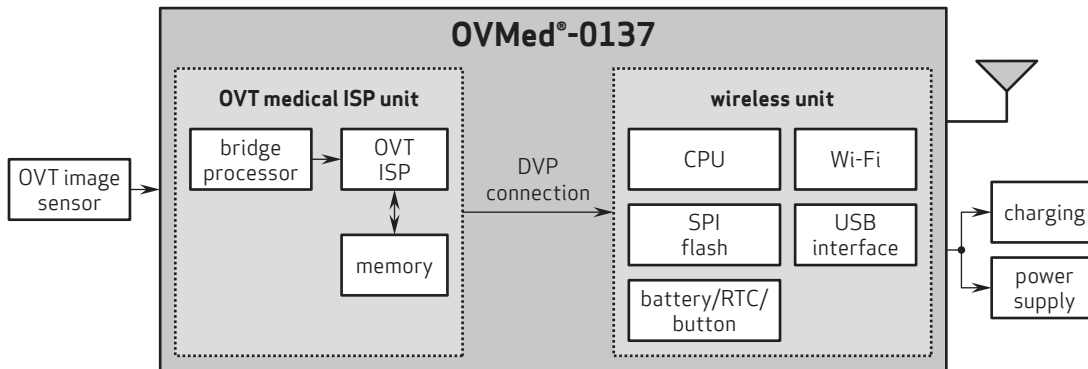 OVMed®-0137
OVT medical ISP unit
bridge
processor
OVT
ISP
memory
OVT image
sensor
DVP
connection
wireless unit
CPU
Wi-Fi
SPI
flash
USB
interface
battery/RTC/
button
charging
power
supply